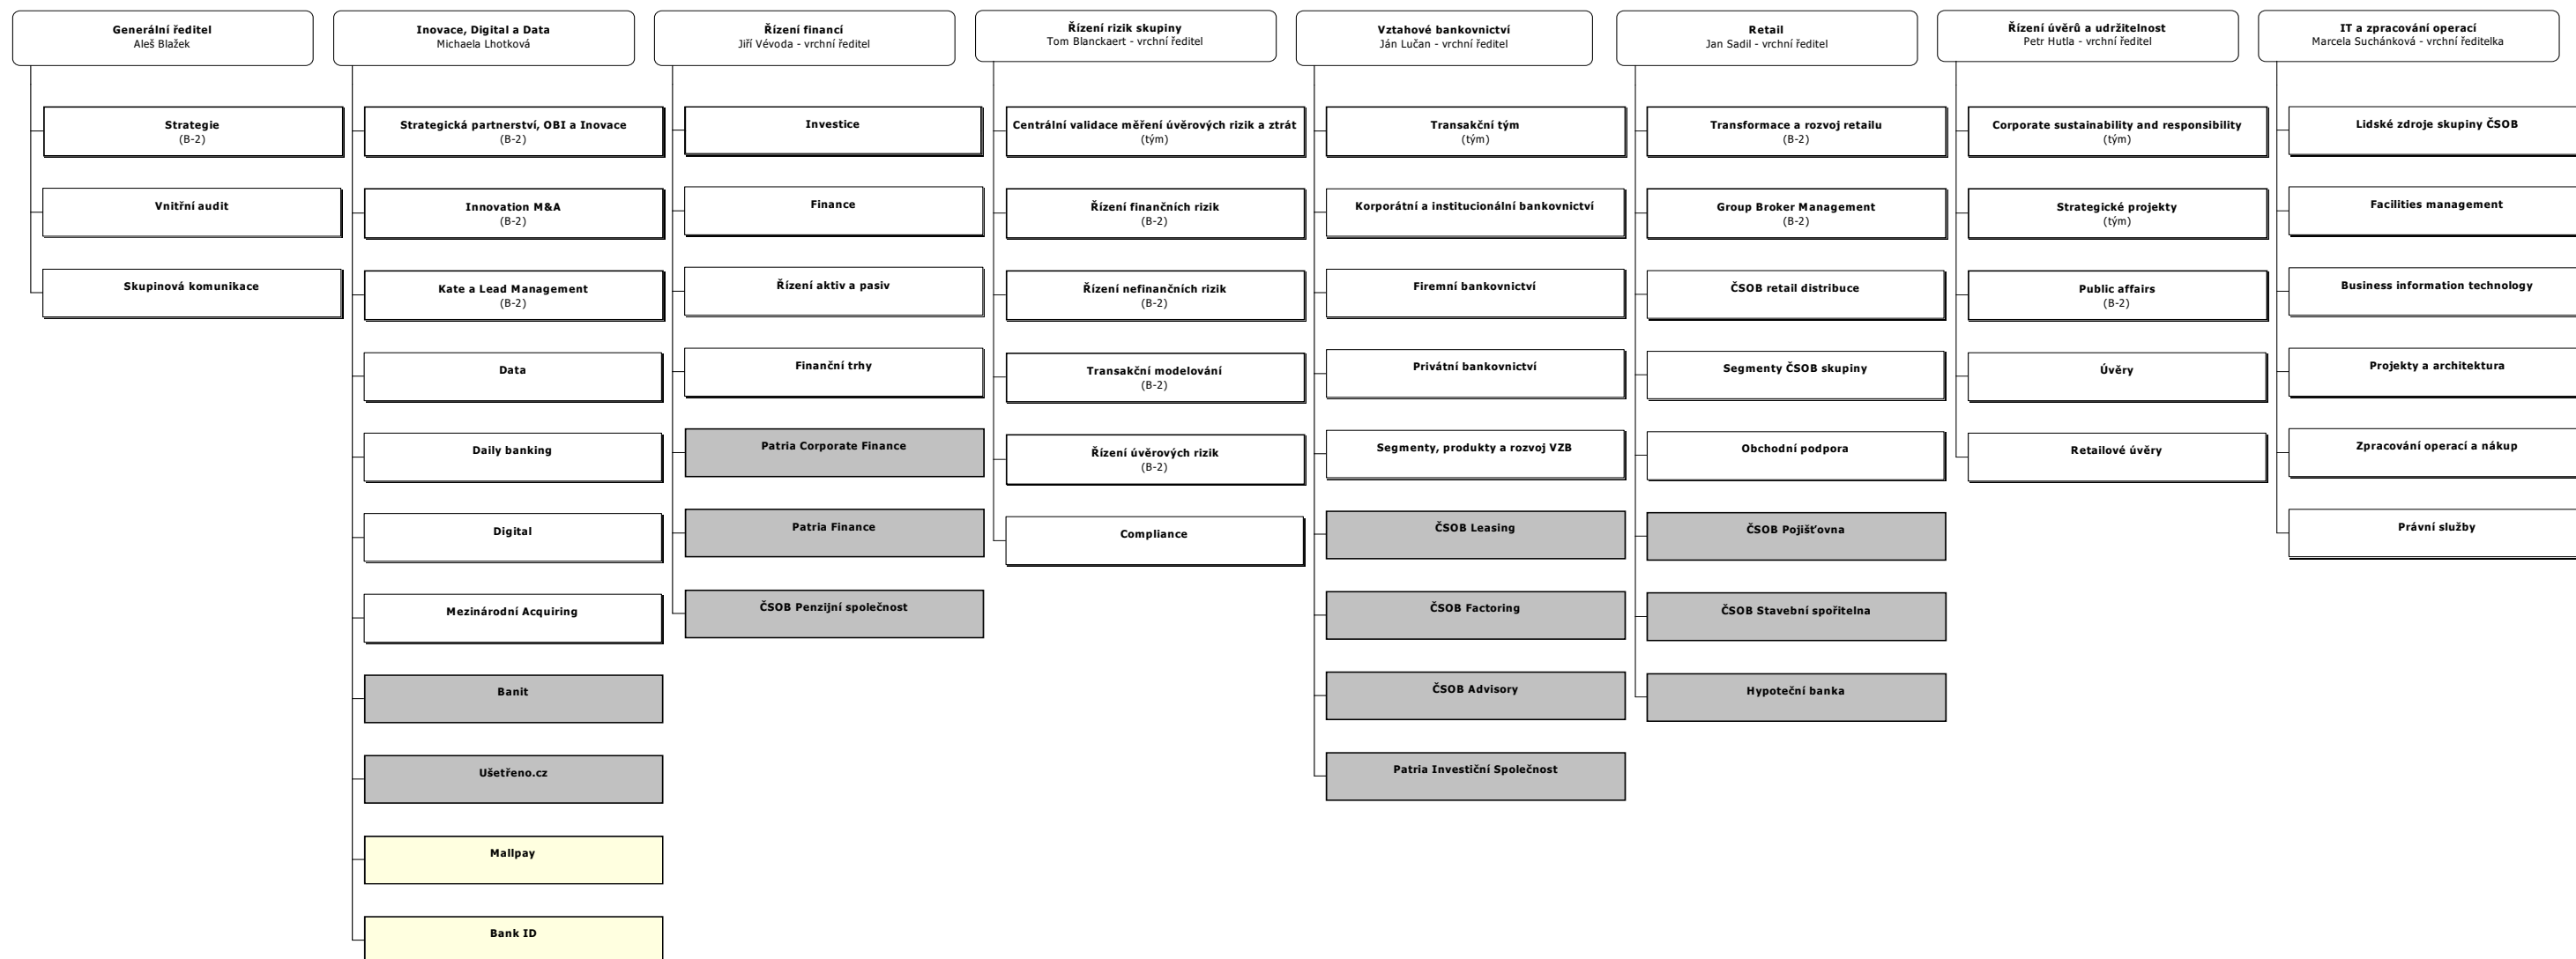 Generální ředitel
Aleš Blažek
Strategie
(B-2)
Vnitřní audit
Skupinová komunikace
Inovace, Digital a Data
Michaela Lhotková
Strategická partnerství, OBI a Inovace
(B-2)
Innovation M&A
(B-2)
Kate a Lead Management
(B-2)
Data
Daily banking
Digital
Mezinárodní Acquiring
Banit
Ušetřeno.cz
Mallpay
Bank ID
Řízení financí
Jiří Vévoda - vrchní ředitel
Investice
Finance
Řízení aktiv a pasiv
Finanční trhy
Patria Corporate Finance
Patria Finance
ČSOB Penzijní společnost
Řízení rizik skupiny
Tom Blanckaert - vrchní ředitel
Centrální validace měření úvěrových rizik a ztrát
(tým)
Řízení finančních rizik
(B-2)
Řízení nefinančních rizik
(B-2)
Transakční modelování
(B-2)
Řízení úvěrových rizik
(B-2)
Compliance
Vztahové bankovnictví
Ján Lučan - vrchní ředitel
Transakční tým
(tým)
Korporátní a institucionální bankovnictví
Firemní bankovnictví
Privátní bankovnictví
Segmenty, produkty a rozvoj VZB
ČSOB Leasing
ČSOB Factoring
ČSOB Advisory
Patria Investiční Společnost
Retail
Jan Sadil - vrchní ředitel
Transformace a rozvoj retailu
(B-2)
Group Broker Management
(B-2)
ČSOB retail distribuce
Segmenty ČSOB skupiny
Obchodní podpora
ČSOB Pojišťovna
ČSOB Stavební spořitelna
Hypoteční banka
Řízení úvěrů a udržitelnost
Petr Hutla - vrchní ředitel
Corporate sustainability and responsibility
(tým)
Strategické projekty
(tým)
Public affairs
(B-2)
Úvěry
Retailové úvěry
IT a zpracování operací
Marcela Suchánková - vrchní ředitelka
Lidské zdroje skupiny ČSOB
Facilities management
Business information technology
Projekty a architektura
Zpracování operací a nákup
Právní služby